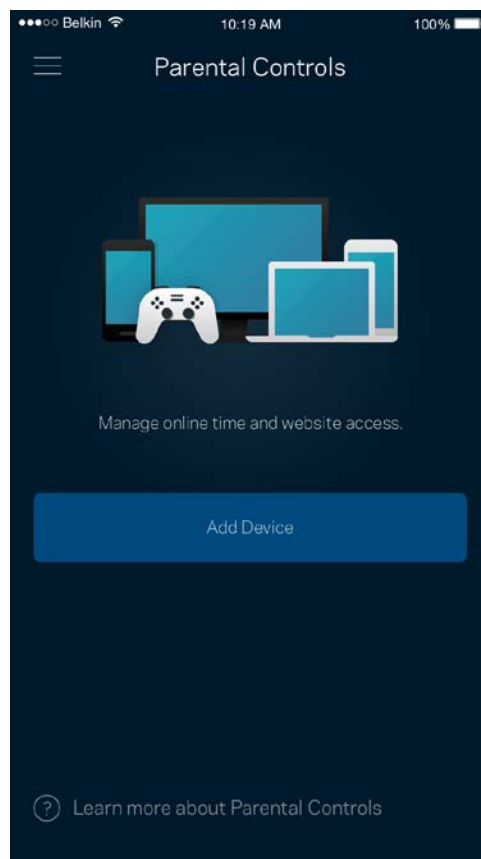 Belkin 10:19 AM 100%
Parental Controls
Manage online time and website access.
Add Device
? Learn more about Parental Controls